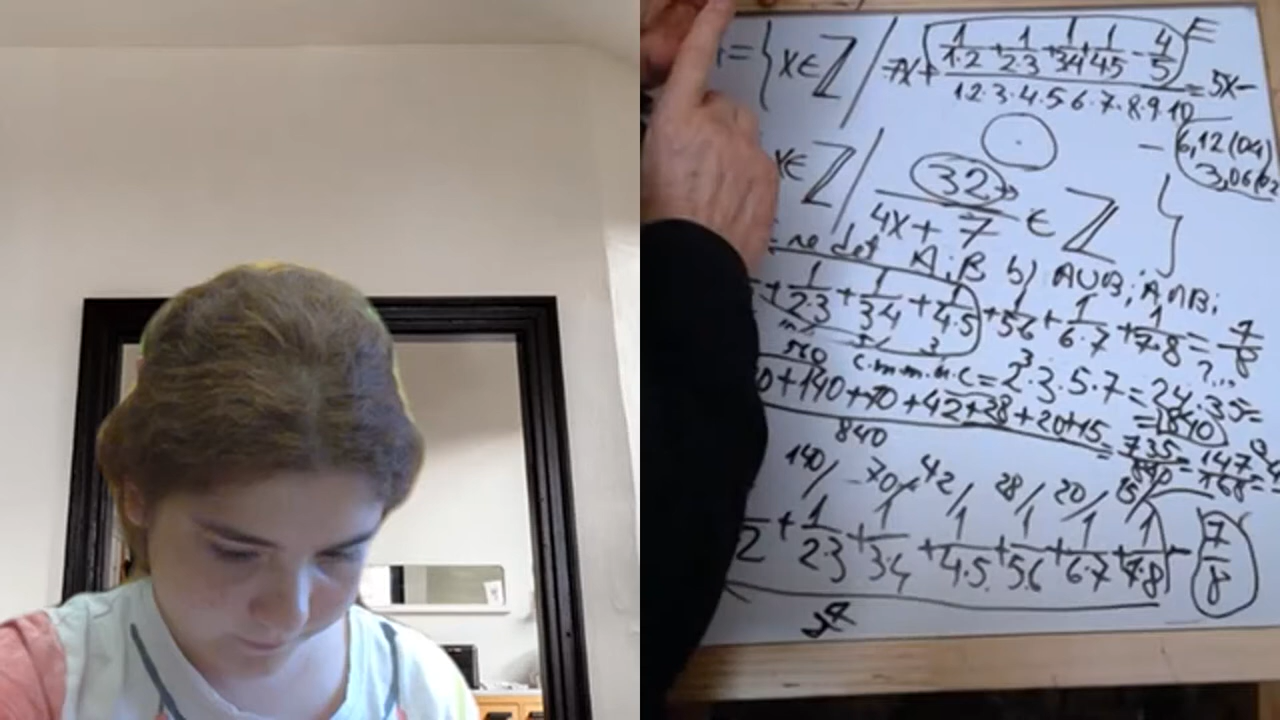 = { x ∈ ℤ | 7x + (1/1·2 + 1/2·3 + 1/3·4 + 1/4·5 - 4/5) / 1·2·3·4·5·6·7·8·9·10 = 5x -
- 6,12(04)
3,06(02
x ∈ ℤ | 32 / 4x + 7 ∈ ℤ }
det A; B b) A∪B; A∩B;
+ 1/2·3 + 1/3·4 + 1/4·5 + 1/5·6 + 1/6·7 + 1/7·8 = 7/8
c.m.m.m.c = 2³·3·5·7 = 24·35 =
0+140+70+42+28+20+15 / 840 = 735/840 = 147/168 =
= 840
140/ 70/ 42/ 28/ 20/ 15/
2 + 1/2·3 + 1/3·4 + 1/4·5 + 1/5·6 + 1/6·7 + 1/7·8 - 7/8